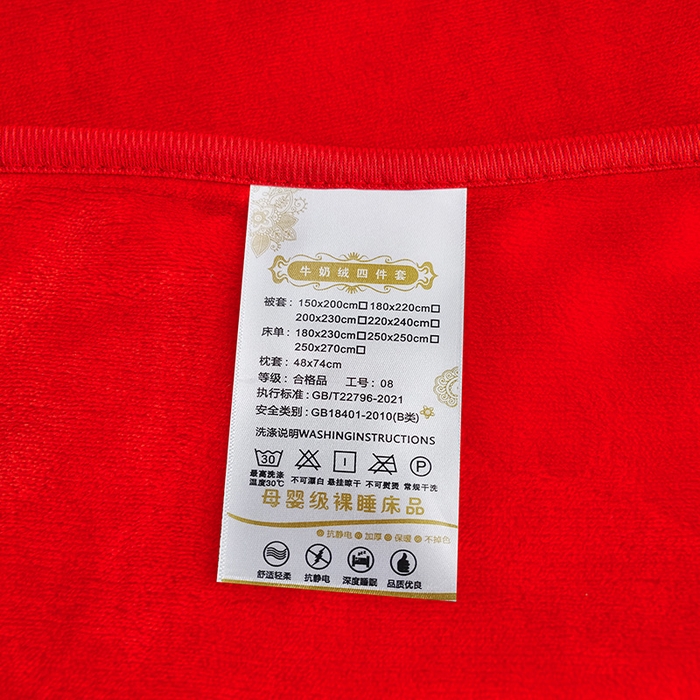 牛奶绒四件套
被套：150x200cm□180x220cm□
200x230cm□220x240cm□
床单：180x230cm□250x250cm□
250x270cm□
枕套：48x74cm
等级：合格品 工号：08
执行标准：GB/T22796-2021
安全类别：GB18401-2010(B类)
洗涤说明WASHINGINSTRUCTIONS
30 P
最高洗涤温度30℃ 不可漂白 悬挂晾干 不可熨烫 常规干洗
母婴级裸睡床品
抗静电 加厚 保暖 不掉色
舒适轻柔 抗静电 深度睡眠 品质优良